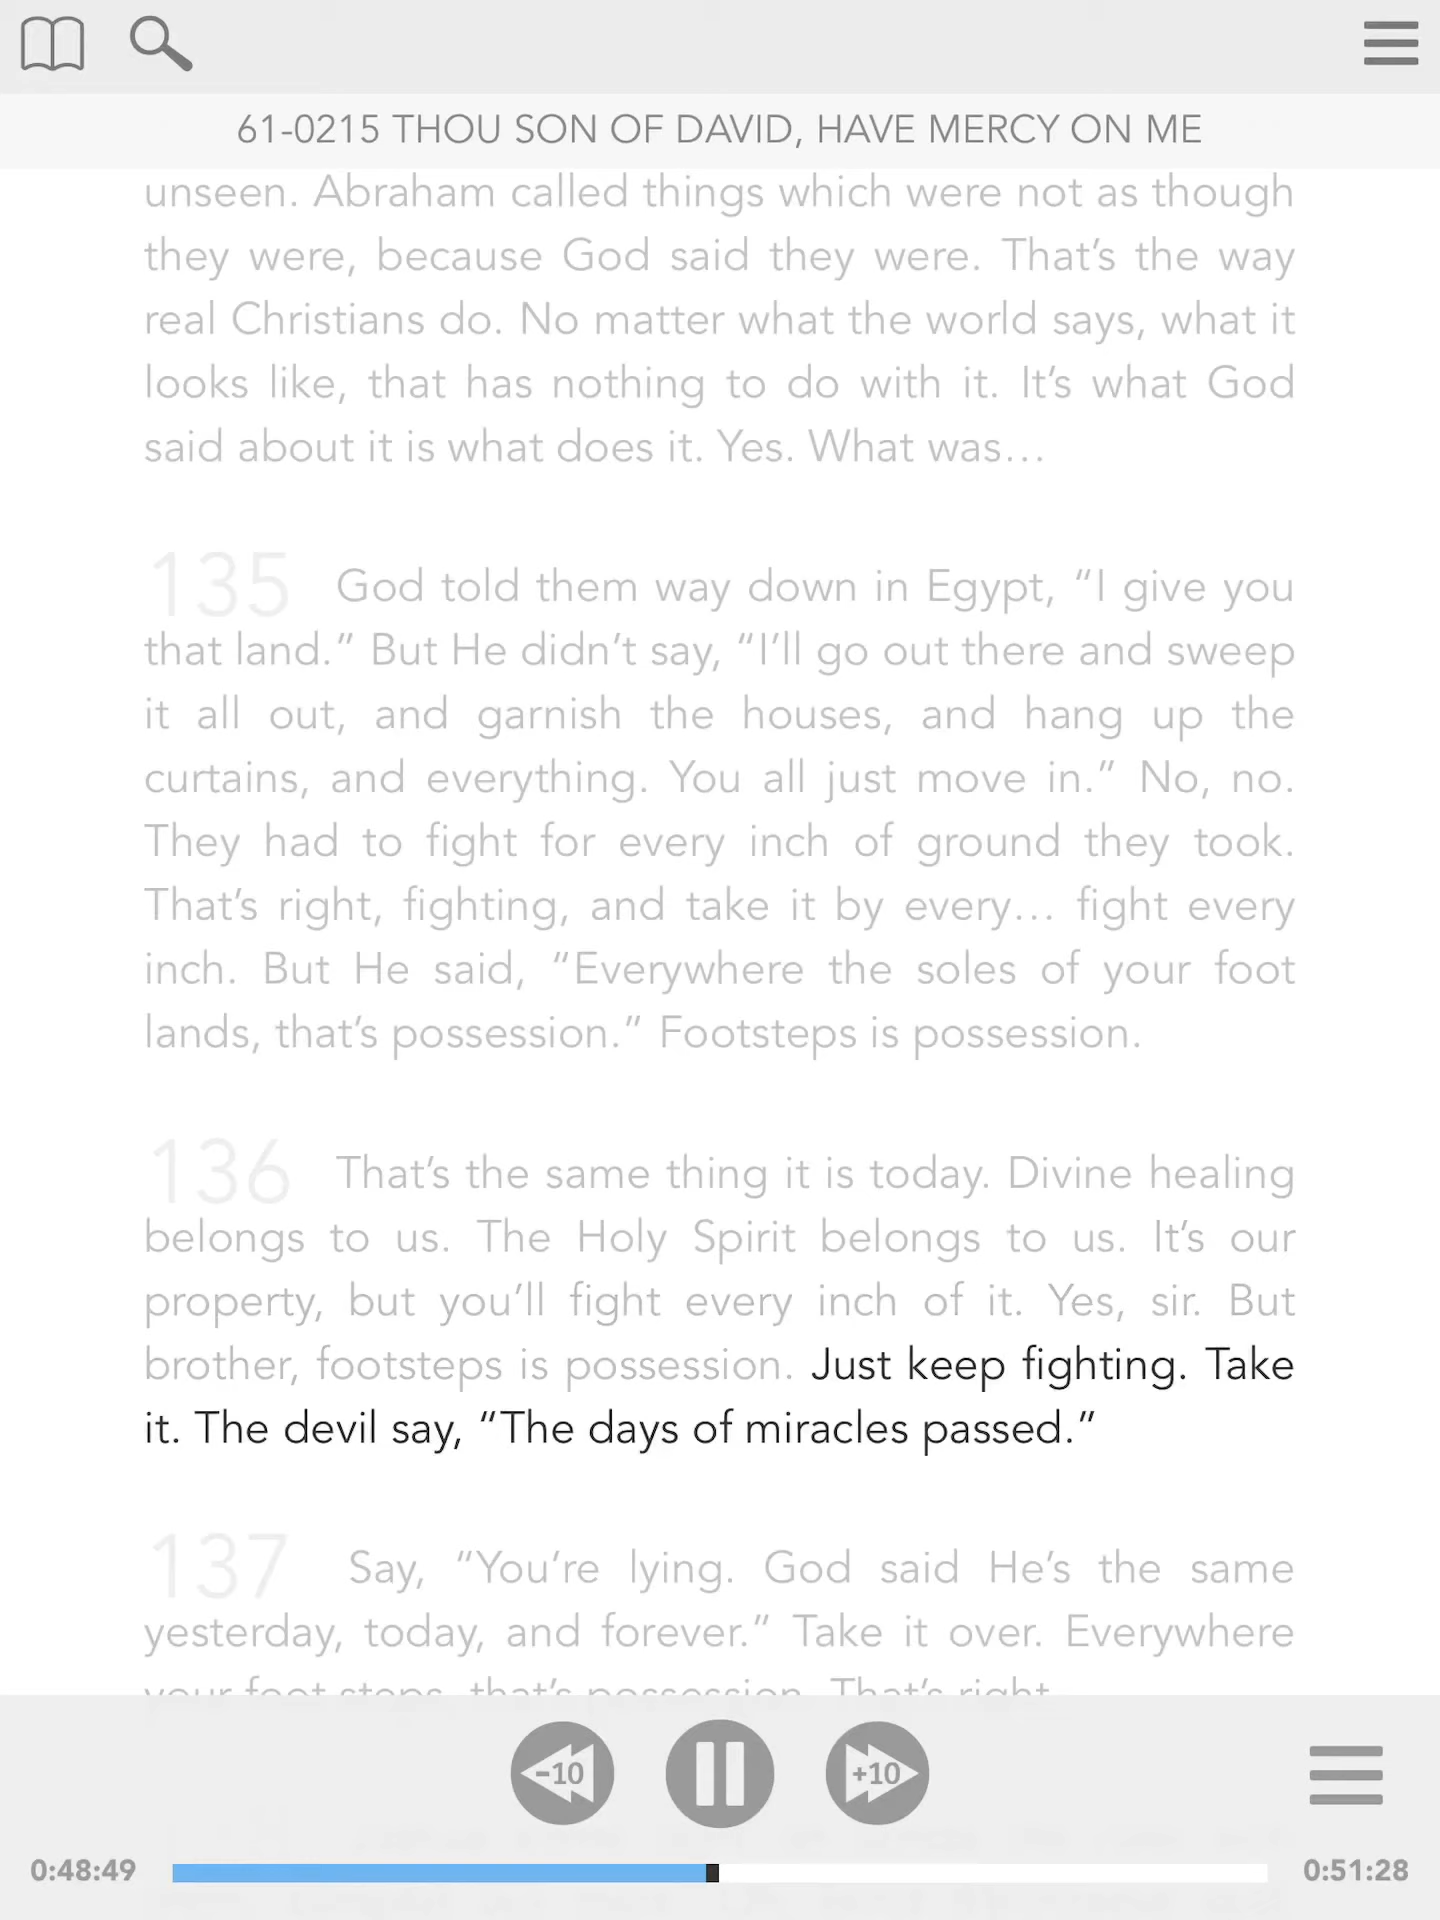 61-0215 THOU SON OF DAVID, HAVE MERCY ON ME
unseen. Abraham called things which were not as though
they were, because God said they were. That’s the way
real Christians do. No matter what the world says, what it
looks like, that has nothing to do with it. It’s what God
said about it is what does it. Yes. What was…
135 God told them way down in Egypt, “I give you
that land.” But He didn’t say, “I’ll go out there and sweep
it all out, and garnish the houses, and hang up the
curtains, and everything. You all just move in.” No, no.
They had to fight for every inch of ground they took.
That’s right, fighting, and take it by every… fight every
inch. But He said, “Everywhere the soles of your foot
lands, that’s possession.” Footsteps is possession.
136 That’s the same thing it is today. Divine healing
belongs to us. The Holy Spirit belongs to us. It’s our
property, but you’ll fight every inch of it. Yes, sir. But
brother, footsteps is possession. Just keep fighting. Take
it. The devil say, “The days of miracles passed.”
137 Say, “You’re lying. God said He’s the same
yesterday, today, and forever.” Take it over. Everywhere
your foot steps, that’s possession. That’s right.
-10 +10
0:48:49 0:51:28